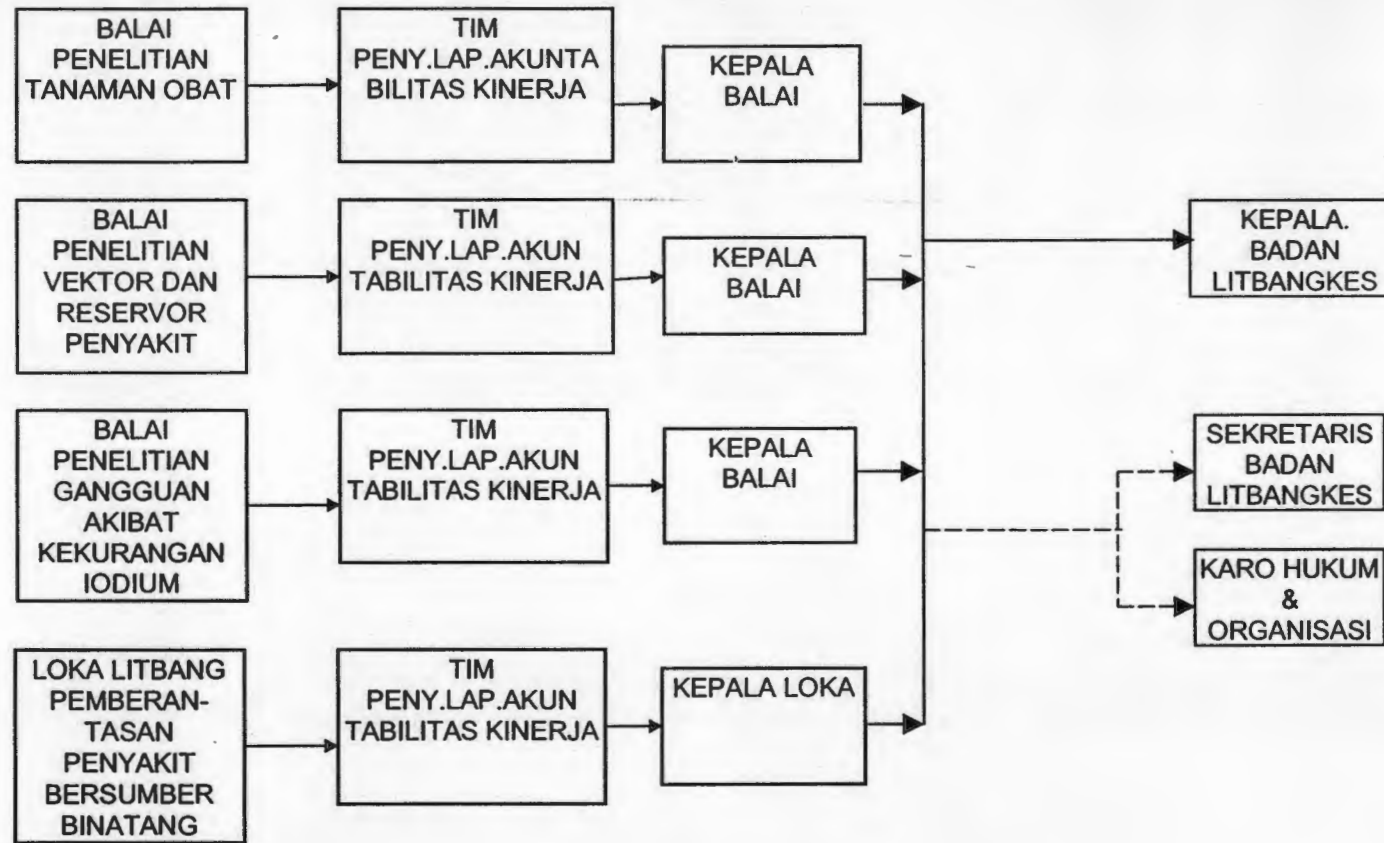 BALAI
PENELITIAN
TANAMAN OBAT
TIM
PENY.LAP.AKUNTA
BILITAS KINERJA
KEPALA
BALAI
BALAI
PENELITIAN
VEKTOR DAN
RESERVOR
PENYAKIT
TIM
PENY.LAP.AKUN
TABILITAS KINERJA
KEPALA
BALAI
KEPALA.
BADAN
LITBANGKES
BALAI
PENELITIAN
GANGGUAN
AKIBAT
KEKURANGAN
IODIUM
TIM
PENY.LAP.AKUN
TABILITAS KINERJA
KEPALA
BALAI
SEKRETARIS
BADAN
LITBANGKES
KARO HUKUM
&
ORGANISASI
LOKA LITBANG
PEMBERAN-
TASAN
PENYAKIT
BERSUMBER
BINATANG
TIM
PENY.LAP.AKUN
TABILITAS KINERJA
KEPALA LOKA